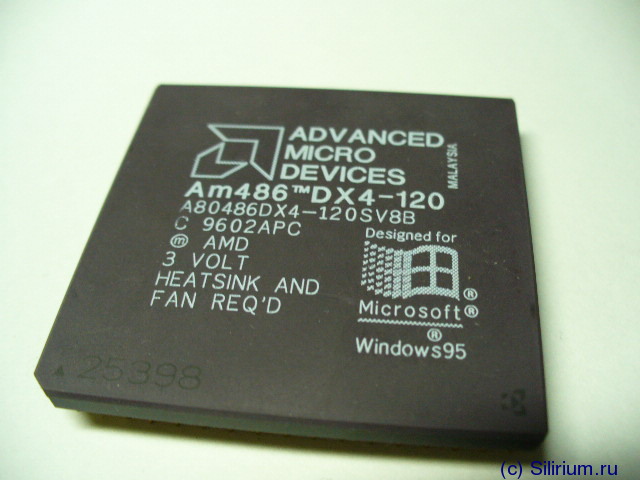 ADVANCED
MICRO
DEVICES
MALAYSIA
Am486™DX4-120
A80486DX4-120SV8B
C 9602APC
Ⓜ AMD
3 VOLT
HEATSINK AND
FAN REQ'D
Designed for
®
Microsoft®
®
Windows95
25398
(c) Silirium.ru